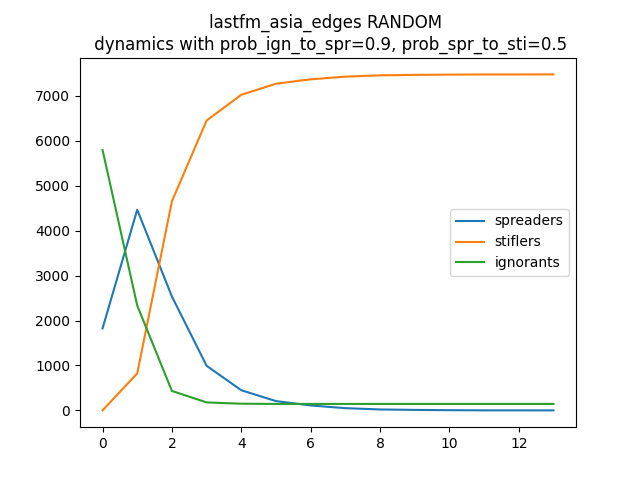 lastfm_asia_edges RANDOM
dynamics with prob_ign_to_spr=0.9, prob_spr_to_sti=0.5
7000
6000
5000
4000
3000
2000
1000
0
spreaders
stiflers
ignorants
0 2 4 6 8 10 12